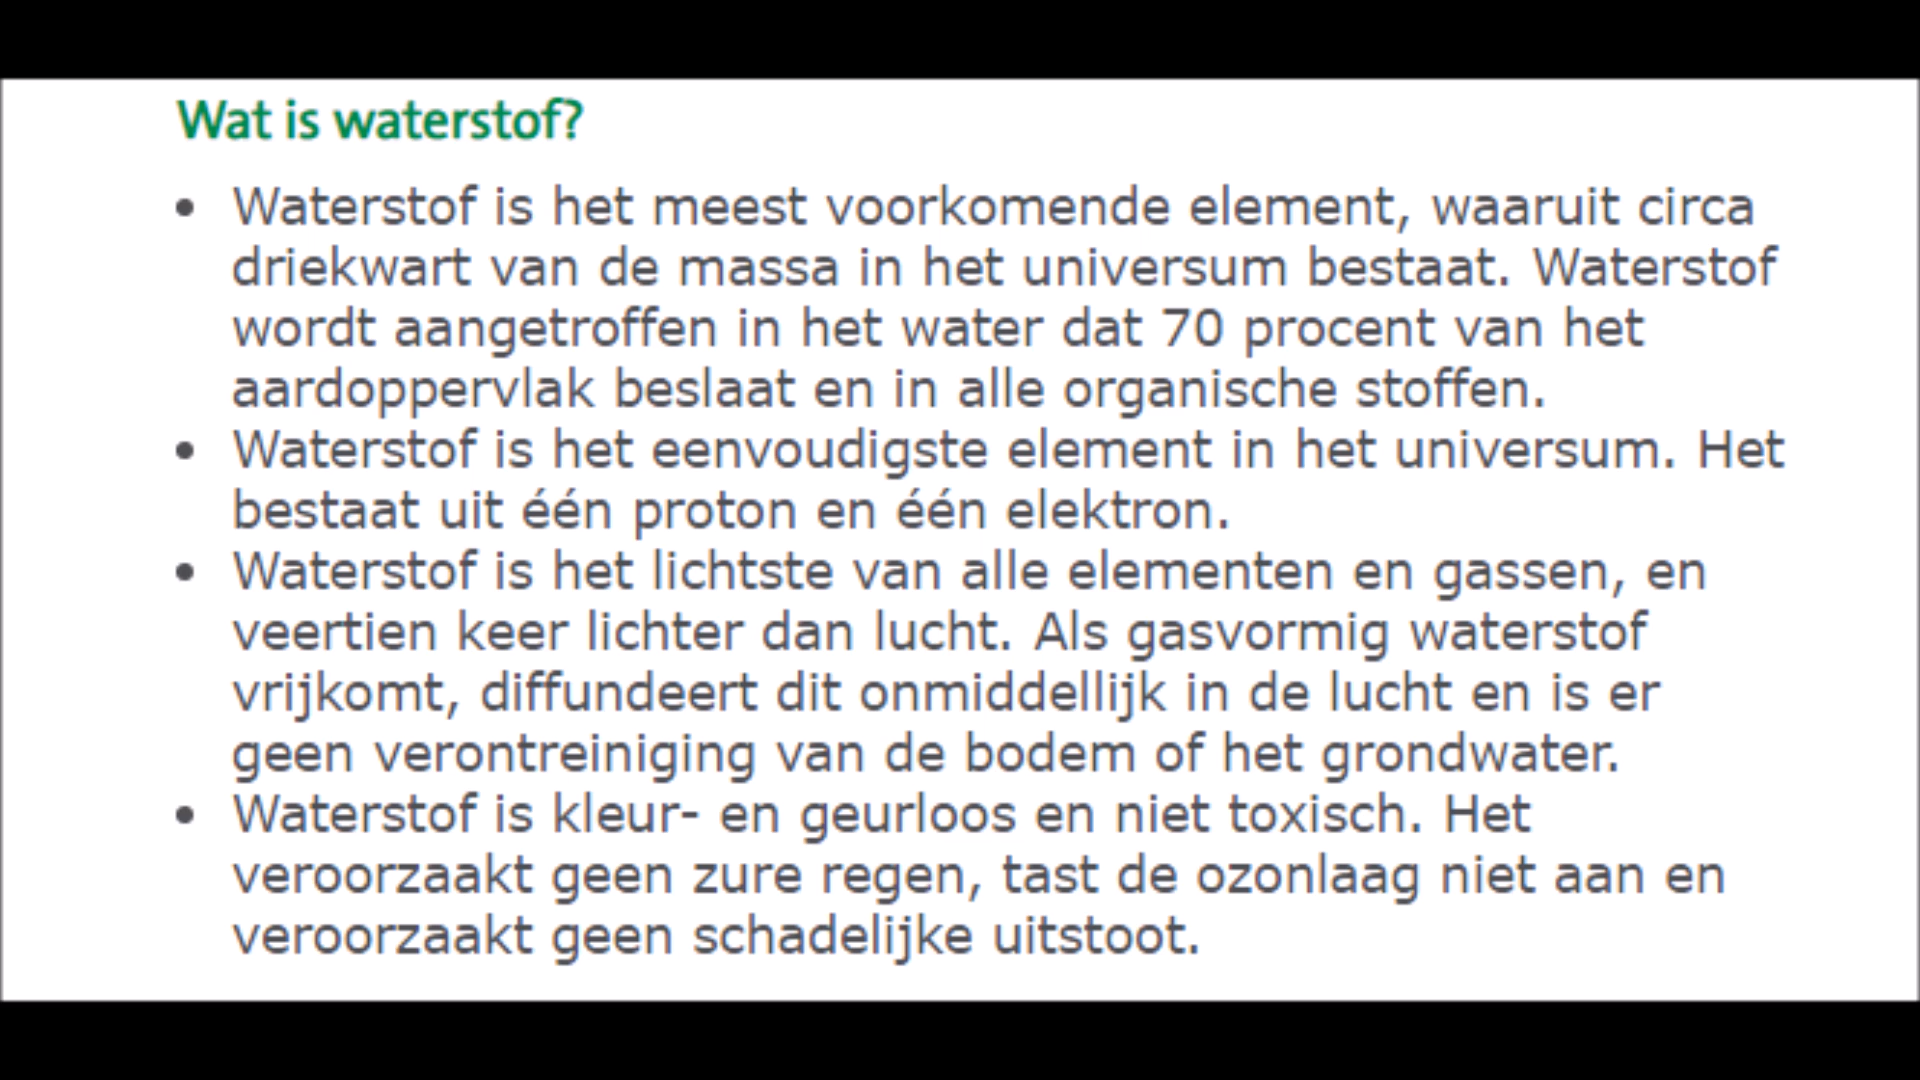 Wat is waterstof?
• Waterstof is het meest voorkomende element, waaruit circa
driekwart van de massa in het universum bestaat. Waterstof
wordt aangetroffen in het water dat 70 procent van het
aardoppervlak beslaat en in alle organische stoffen.
• Waterstof is het eenvoudigste element in het universum. Het
bestaat uit één proton en één elektron.
• Waterstof is het lichtste van alle elementen en gassen, en
veertien keer lichter dan lucht. Als gasvormig waterstof
vrijkomt, diffundeert dit onmiddellijk in de lucht en is er
geen verontreiniging van de bodem of het grondwater.
• Waterstof is kleur- en geurloos en niet toxisch. Het
veroorzaakt geen zure regen, tast de ozonlaag niet aan en
veroorzaakt geen schadelijke uitstoot.